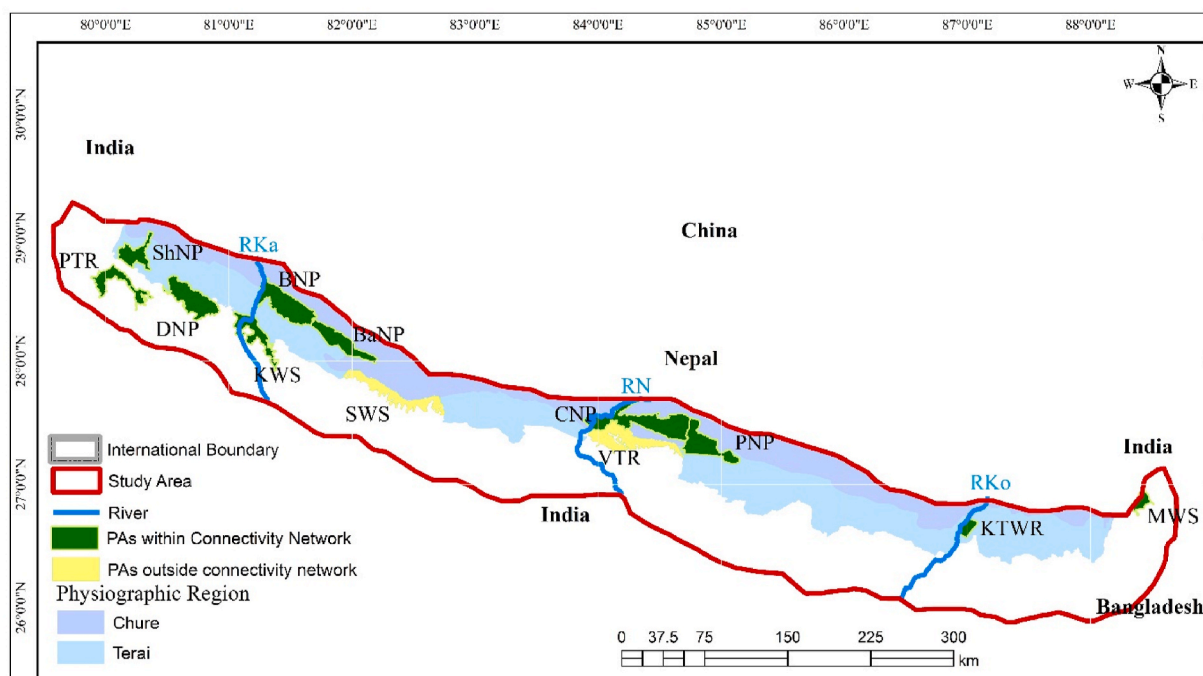 80°0'0"E 81°0'0"E 82°0'0"E 83°0'0"E 84°0'0"E 85°0'0"E 86°0'0"E 87°0'0"E 88°0'0"E
N
W E
S
30°0'0"N
29°0'0"N
28°0'0"N
27°0'0"N
26°0'0"N
India
China
Nepal
India
India
Bangladesh
PTR
ShNP
RKa
BNP
DNP
BaNP
KWS
SWS
CNP
RN
PNP
VTR
RKo
KTWR
MWS
International Boundary
Study Area
River
PAs within Connectivity Network
PAs outside connectivity network
Physiographic Region
Chure
Terai
0 37.5 75 150 225 300
km